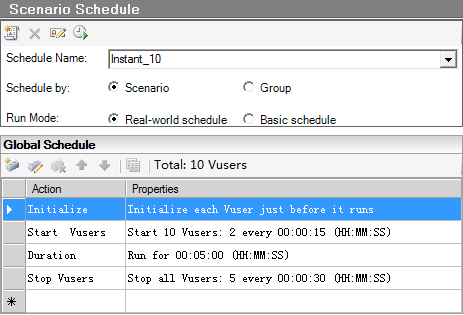 Scenario Schedule
Schedule Name: Instant_10
Schedule by: Scenario Group
Run Mode: Real-world schedule Basic schedule
Global Schedule
Total: 10 Vusers
Action Properties
Initialize Initialize each Vuser just before it runs
Start Vusers Start 10 Vusers: 2 every 00:00:15 (HH:MM:SS)
Duration Run for 00:05:00 (HH:MM:SS)
Stop Vusers Stop all Vusers: 5 every 00:00:30 (HH:MM:SS)